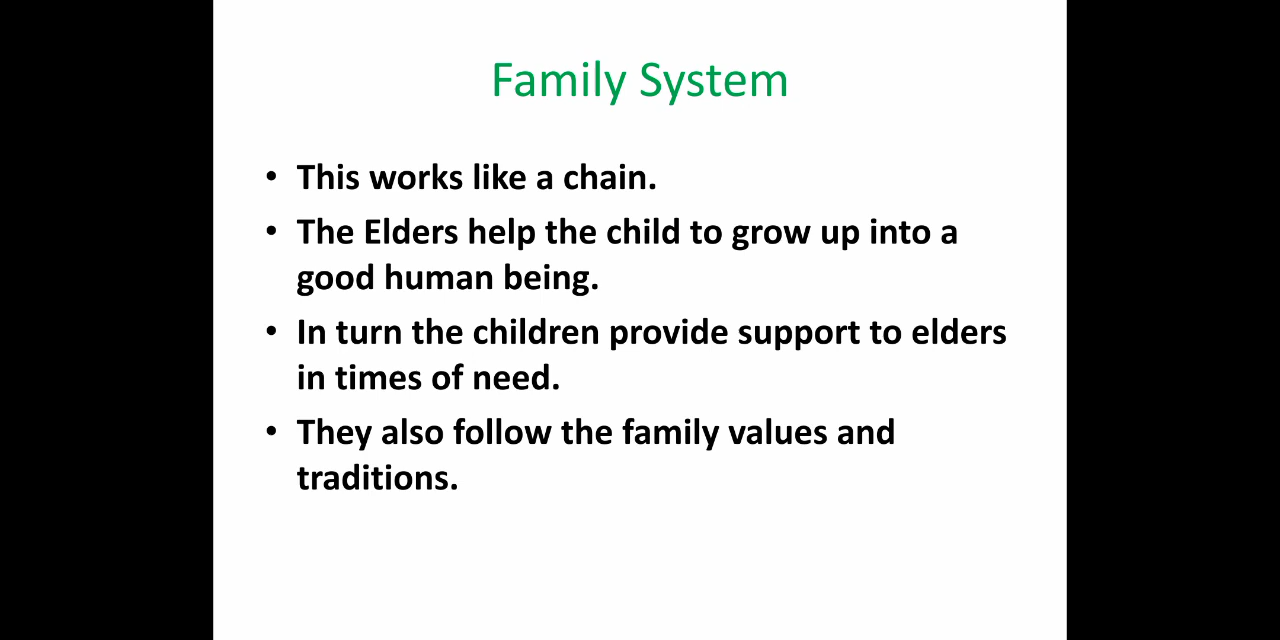 Family System
• This works like a chain.
• The Elders help the child to grow up into a
good human being.
• In turn the children provide support to elders
in times of need.
• They also follow the family values and
traditions.